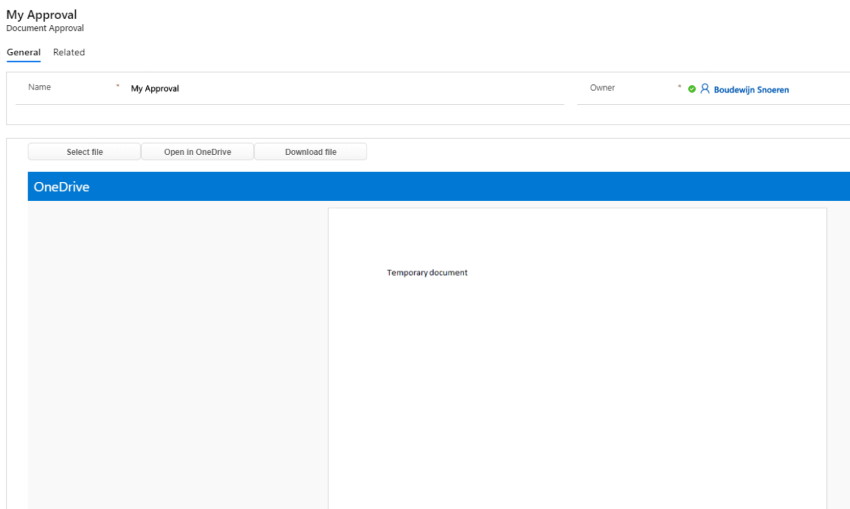 My Approval
Document Approval
General Related
Name * My Approval Owner * Boudewijn Snoeren
Select file Open in OneDrive Download file
OneDrive
Temporary document